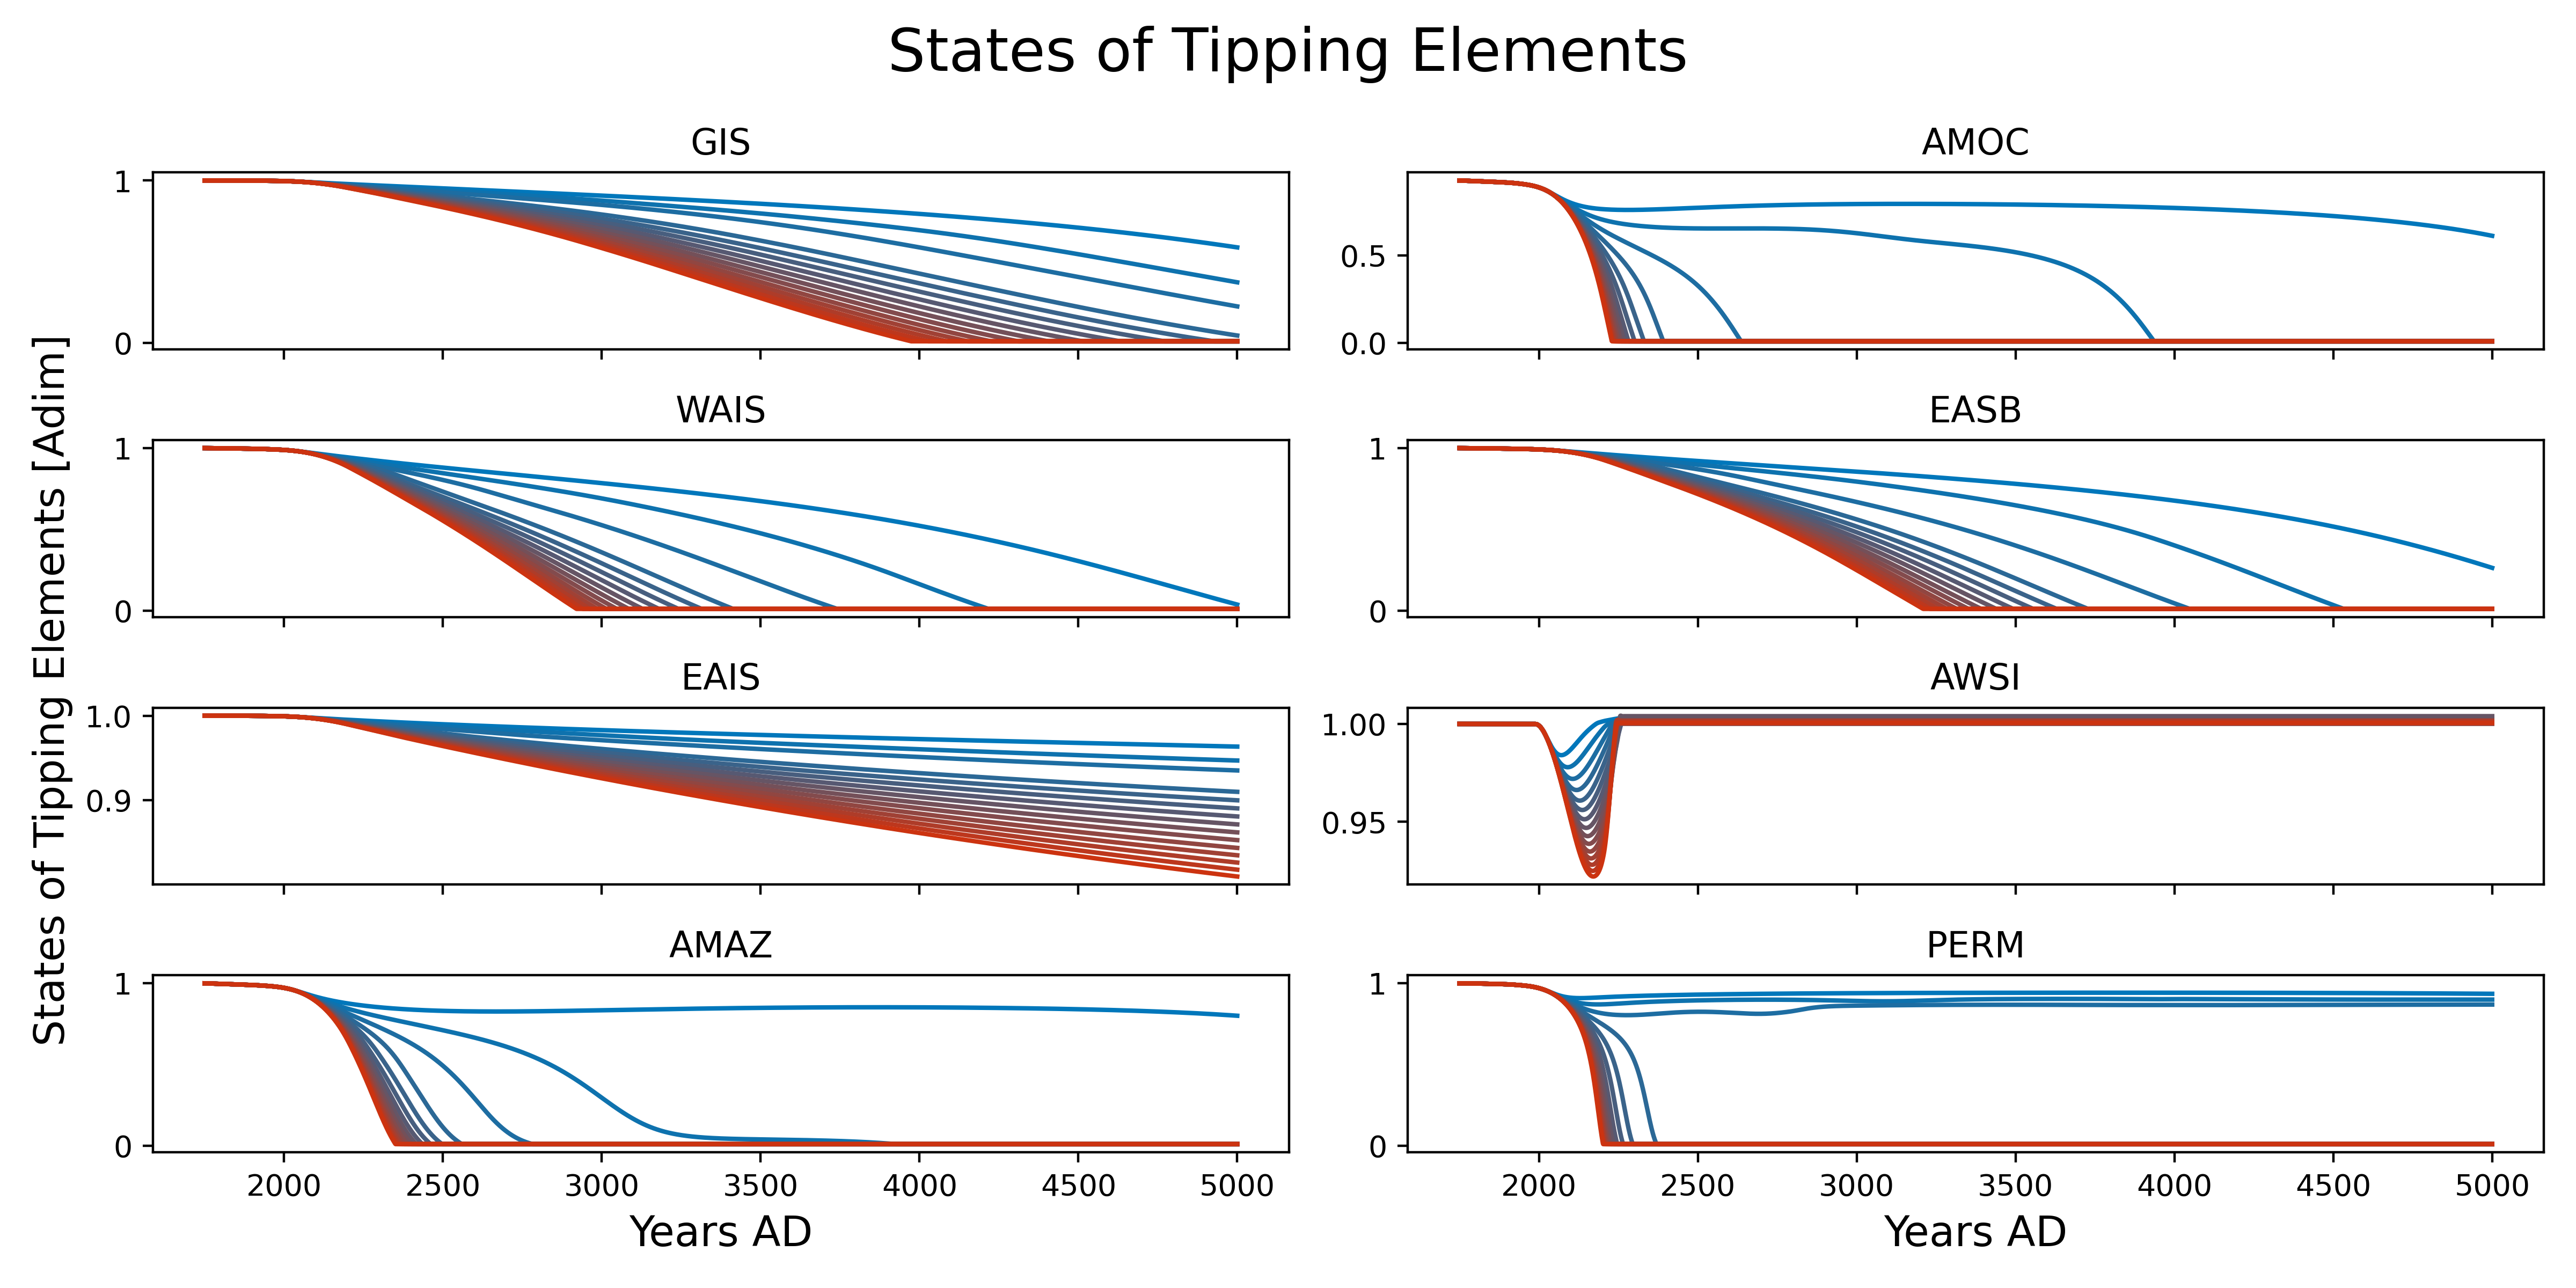 States of Tipping Elements
States of Tipping Elements [Adim]
GIS
1
0
AMOC
0.5
0.0
WAIS
1
0
EASB
1
0
EAIS
1.0
0.9
AWSI
1.00
0.95
AMAZ
1
0
2000 2500 3000 3500 4000 4500 5000
Years AD
PERM
1
0
2000 2500 3000 3500 4000 4500 5000
Years AD